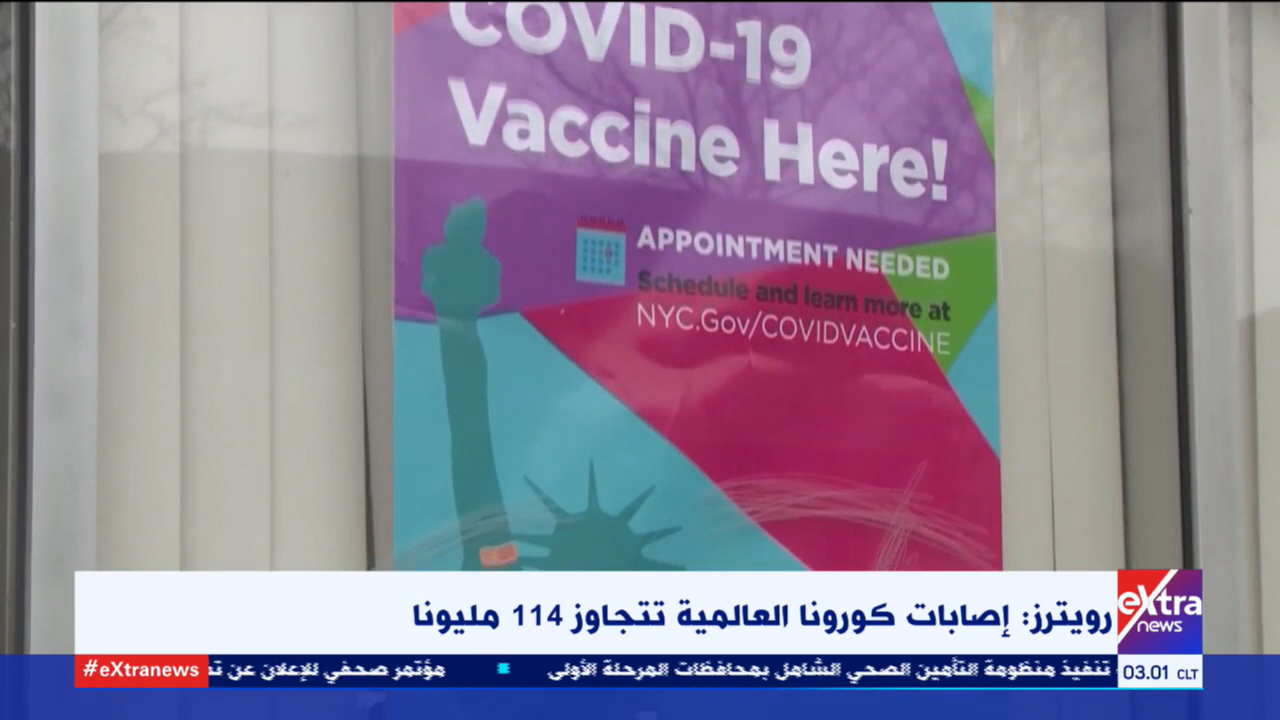 COVID-19
Vaccine Here!
APPOINTMENT NEEDED
Schedule and learn more at
NYC.Gov/COVIDVACCINE
رويترز: إصابات كورونا العالمية تتجاوز 114 مليونا
eXtra
news
#eXtranews
تنفيذ منظومة التأمين الصحي الشامل بمحافظات المرحلة الأولى
مؤتمر صحفي للإعلان عن
03.01 CLT